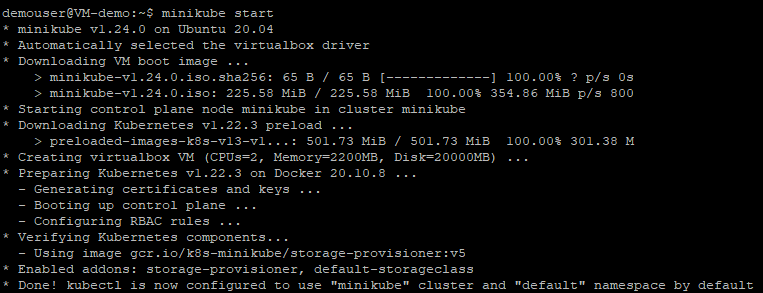 demouser@VM-demo:~$ minikube start
* minikube v1.24.0 on Ubuntu 20.04
* Automatically selected the virtualbox driver
* Downloading VM boot image ...
    > minikube-v1.24.0.iso.sha256: 65 B / 65 B [-------------] 100.00% ? p/s 0s
    > minikube-v1.24.0.iso: 225.58 MiB / 225.58 MiB  100.00% 354.86 MiB p/s 800
* Starting control plane node minikube in cluster minikube
* Downloading Kubernetes v1.22.3 preload ...
    > preloaded-images-k8s-v13-v1...: 501.73 MiB / 501.73 MiB  100.00% 301.38 M
* Creating virtualbox VM (CPUs=2, Memory=2200MB, Disk=20000MB) ...
* Preparing Kubernetes v1.22.3 on Docker 20.10.8 ...
  - Generating certificates and keys ...
  - Booting up control plane ...
  - Configuring RBAC rules ...
* Verifying Kubernetes components...
  - Using image gcr.io/k8s-minikube/storage-provisioner:v5
* Enabled addons: storage-provisioner, default-storageclass
* Done! kubectl is now configured to use "minikube" cluster and "default" namespace by default